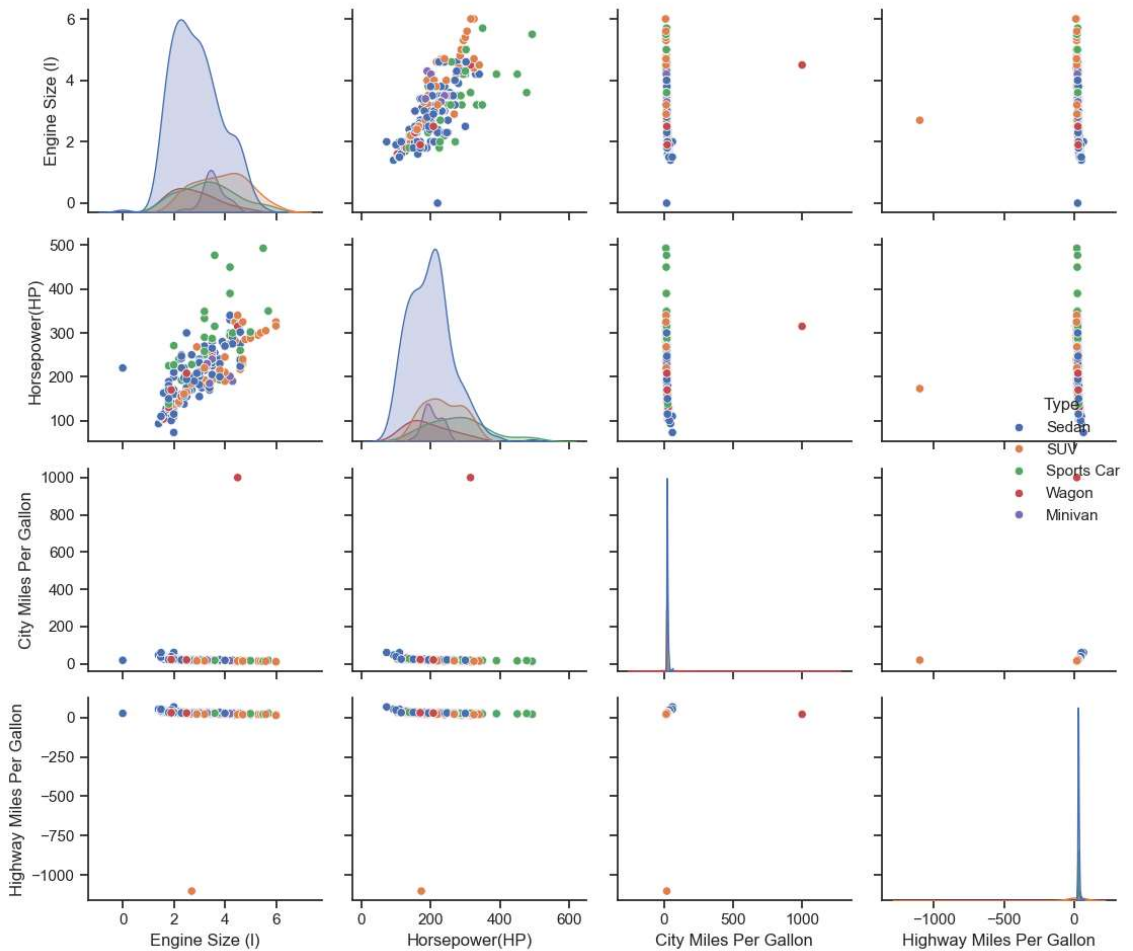 6
4
2
0
Engine Size (l)
500
400
300
200
100
Horsepower(HP)
Type
Sedan
SUV
Sports Car
Wagon
Minivan
1000
800
600
400
200
0
City Miles Per Gallon
0
−250
−500
−750
−1000
Highway Miles Per Gallon
0 2 4 6
0 200 400 600
0 500 1000
−1000 −500 0
Engine Size (l)
Horsepower(HP)
City Miles Per Gallon
Highway Miles Per Gallon